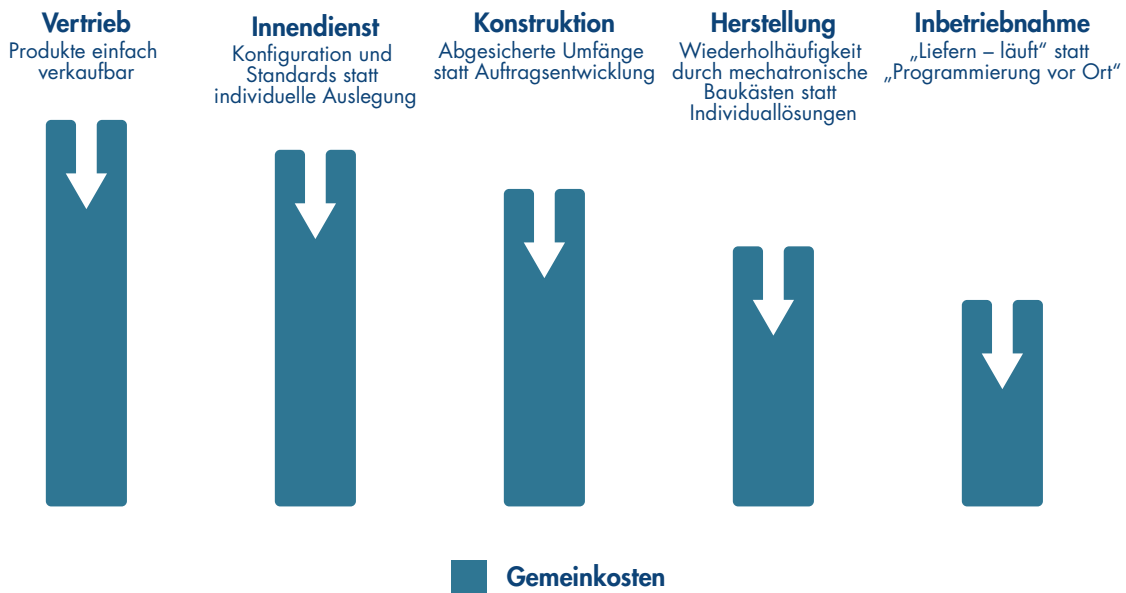 Vertrieb
Produkte einfach
verkaufbar
Innendienst
Konfiguration und
Standards statt
individuelle Auslegung
Konstruktion
Abgesicherte Umfänge
statt Auftragsentwicklung
Herstellung
Wiederholhäufigkeit
durch mechatronische
Baukästen statt
Individuallösungen
Inbetriebnahme
„Liefern – läuft“ statt
„Programmierung vor Ort“
Gemeinkosten